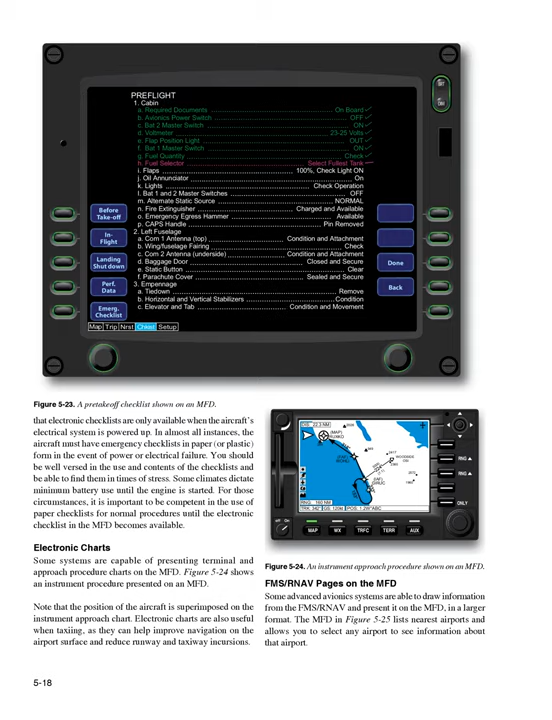 PREFLIGHT
1. Cabin
a. Required Documents On Board
b. Avionics Power Switch OFF
c. Bat 2 Master Switch ON
d. Voltmeter 23-25 Volts
e. Flap Position Light OUT
f. Bat 1 Master Switch ON
g. Fuel Quantity Check
h. Fuel Selector Select Fullest Tank
i. Flaps 100%, Check Light ON
j. Oil Annunciator On
k. Lights Check Operation
l. Bat 1 and 2 Master Switches OFF
m. Alternate Static Source NORMAL
n. Fire Extinguisher Charged and Available
o. Emergency Egress Hammer Available
p. CAPS Handle Pin Removed
2. Left Fuselage
a. Com 1 Antenna (top) Condition and Attachment
b. Wing/fuselage Fairing Check
c. Com 2 Antenna (underside) Condition and Attachment
d. Baggage Door Closed and Secure
e. Static Button Clear
f. Parachute Cover Sealed and Secure
3. Empennage
a. Tiedown Remove
b. Horizontal and Vertical Stabilizers Condition
c. Elevator and Tab Condition and Movement
Before
Take-off
In-
Flight
Landing
Shut down
Perf.
Data
Emerg.
Checklist
Done
Back
Map Trip Nrst Chklst Setup
Figure 5-23. A pretakeoff checklist shown on an MFD.
that electronic checklists are only available when the aircraft's
electrical system is powered up. In almost all instances, the
aircraft must have emergency checklists in paper (or plastic)
form in the event of power or electrical failure. You should
be well versed in the use and contents of the checklists and
be able to find them in times of stress. Some climates dictate
minimum battery use until the engine is started. For those
circumstances, it is important to be competent in the use of
paper checklists for normal procedures until the electronic
checklist in the MFD becomes available.
Electronic Charts
Some systems are capable of presenting terminal and
approach procedure charts on the MFD. Figure 5-24 shows
an instrument procedure presented on an MFD.
Note that the position of the aircraft is superimposed on the
instrument approach chart. Electronic charts are also useful
when taxiing, as they can help improve navigation on the
airport surface and reduce runway and taxiway incursions.
RNG
RNG
ONLY
off On
MAP WX TRFC TERR AUX
Figure 5-24. An instrument approach procedure shown on an MFD.
FMS/RNAV Pages on the MFD
Some advanced avionics systems are able to draw information
from the FMS/RNAV and present it on the MFD, in a larger
format. The MFD in Figure 5-25 lists nearest airports and
allows you to select any airport to see information about
that airport.
5-18